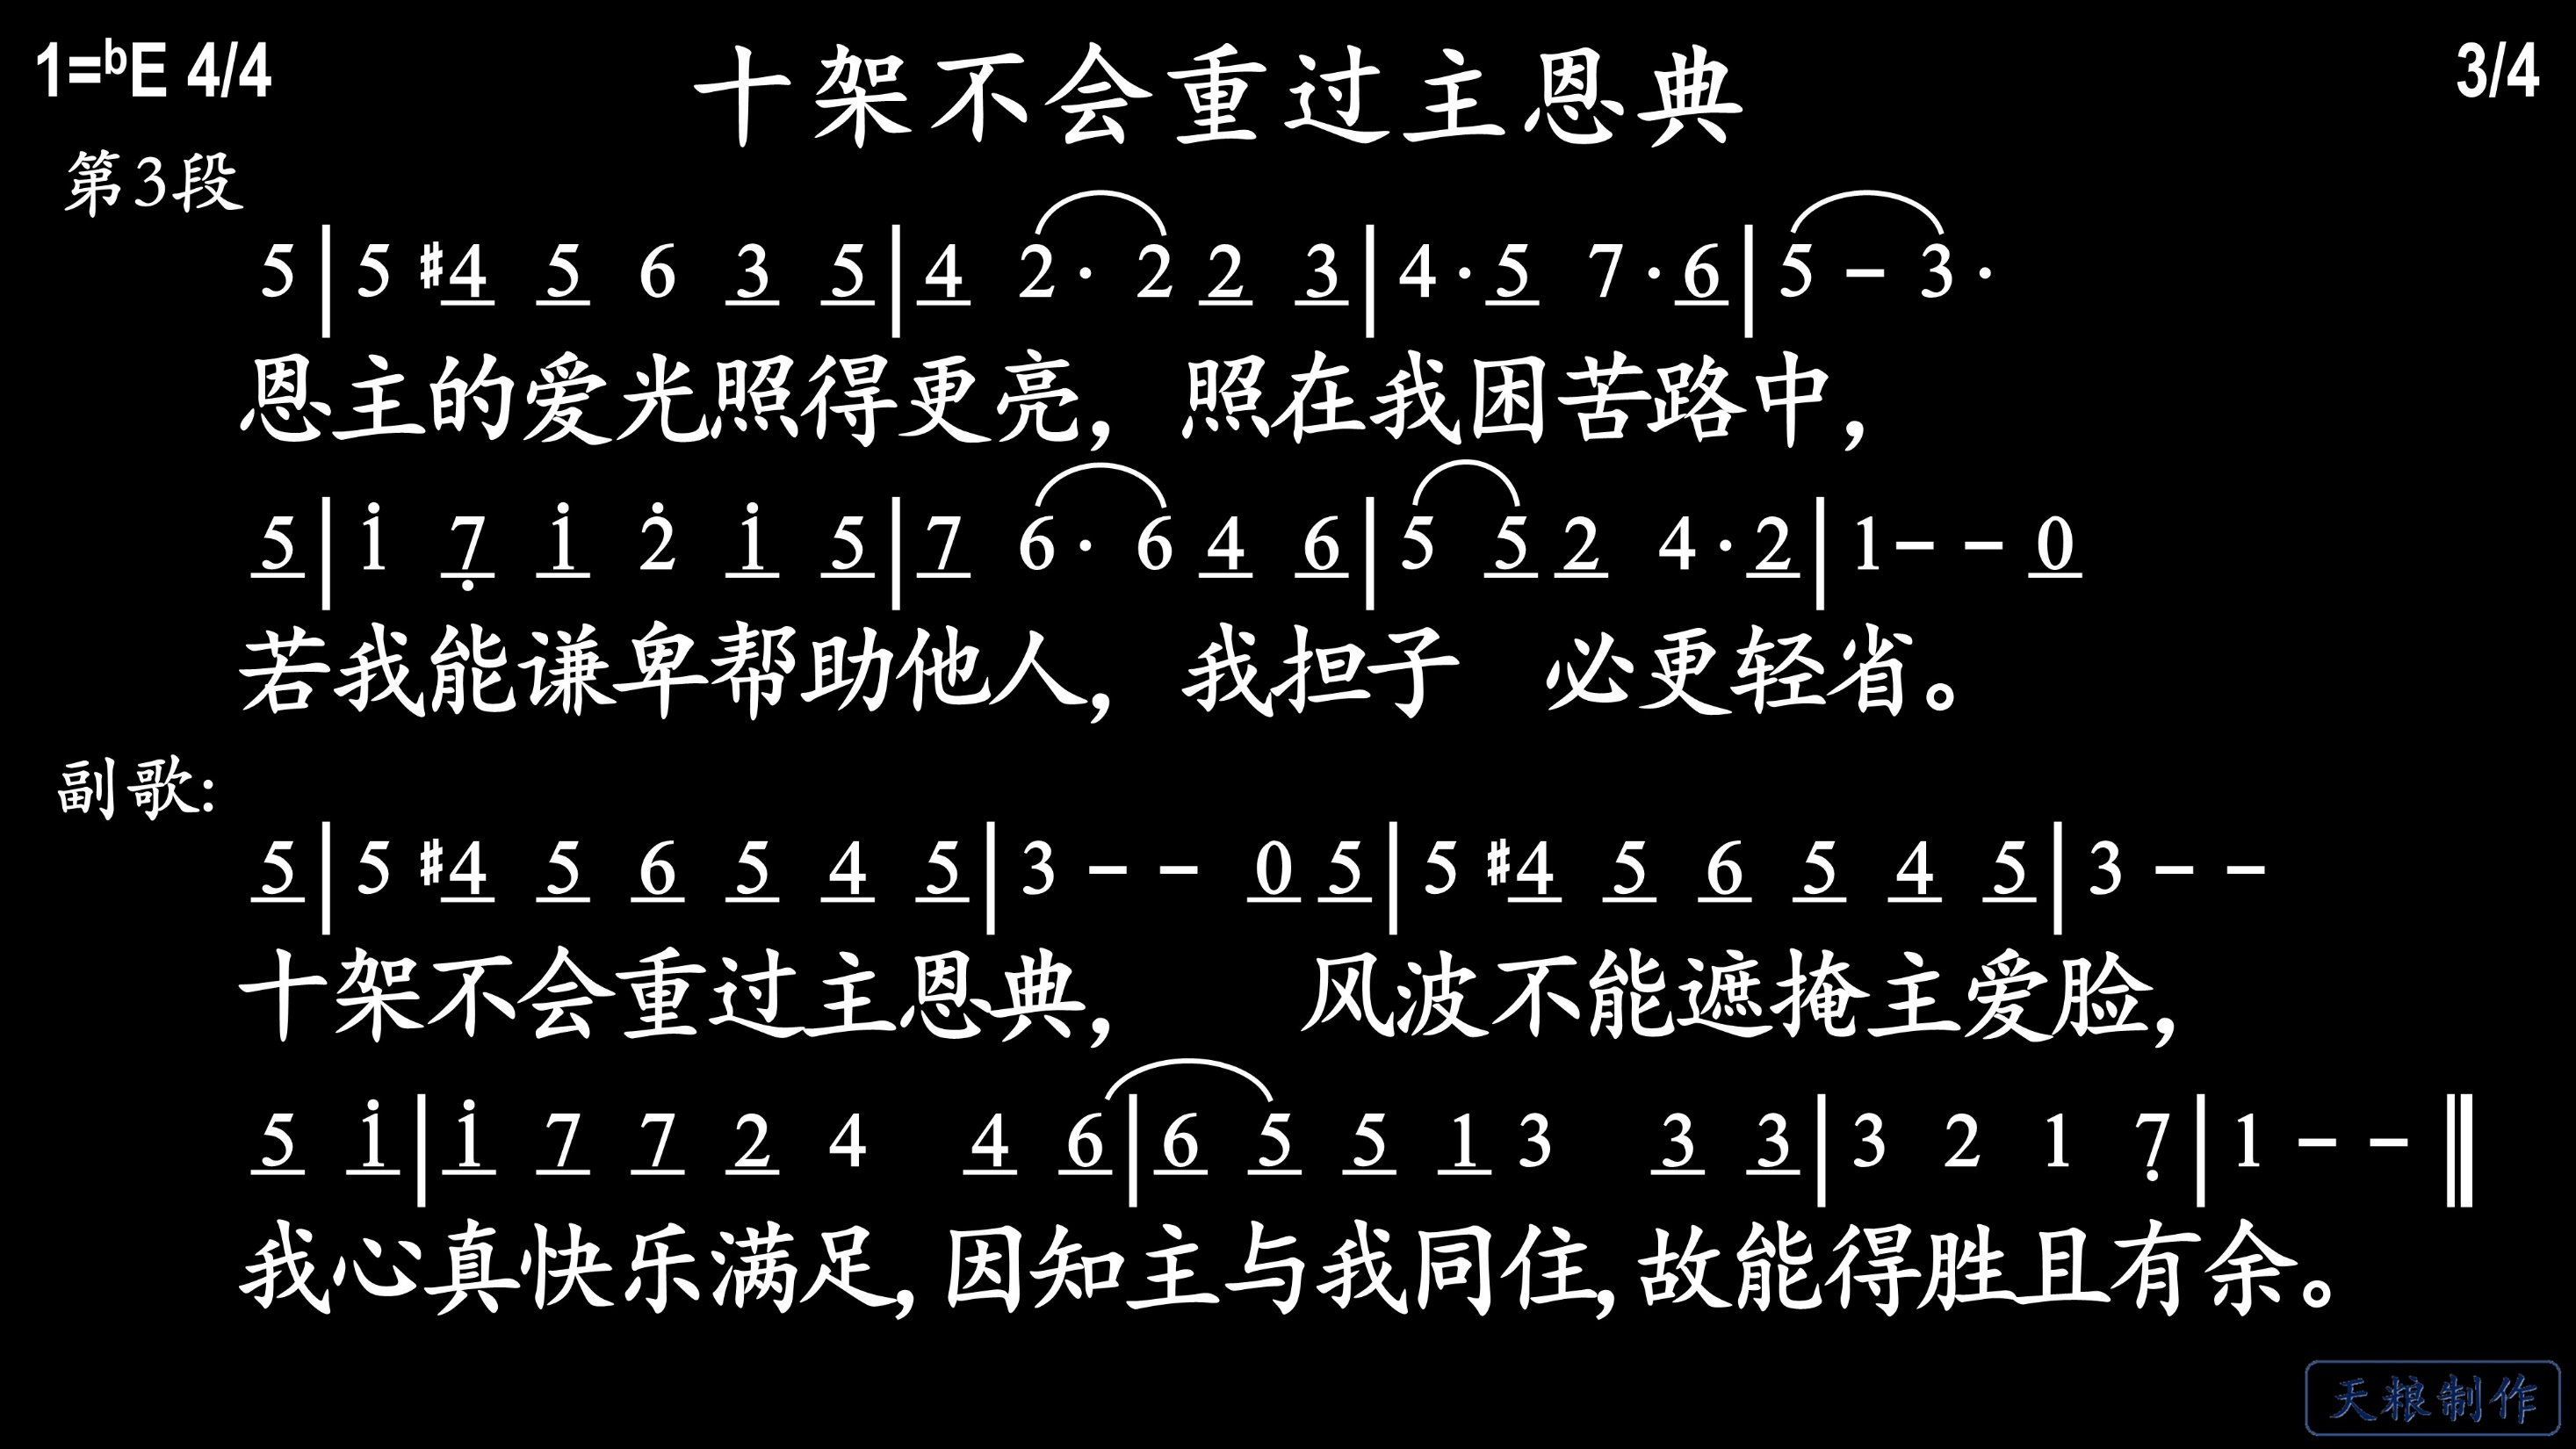 1=ᵇE 4/4 十架不会重过主恩典 3/4
第3段
5 | 5 #4 5 6 3 5 | 4 2· 2 2 3 | 4·5 7·6 | 5 – 3·
恩主的爱光照得更亮，照在我困苦路中，
5 | i 7̣ i 2̇ i 5 | 7 6· 6 4 6 | 5 5 2 4·2 | 1 – – 0
若我能谦卑帮助他人，我担子 必更轻省。
副歌:
5 | 5 #4 5 6 5 4 5 | 3 – – 0 5 | 5 #4 5 6 5 4 5 | 3 – –
十架不会重过主恩典， 风波不能遮掩主爱脸，
5 i | i 7 7 2 4 4 6 | 6 5 5 1 3 3 3 | 3 2 1 7̣ | 1 – – ‖
我心真快乐满足,因知主与我同住,故能得胜且有余。
天粮制作